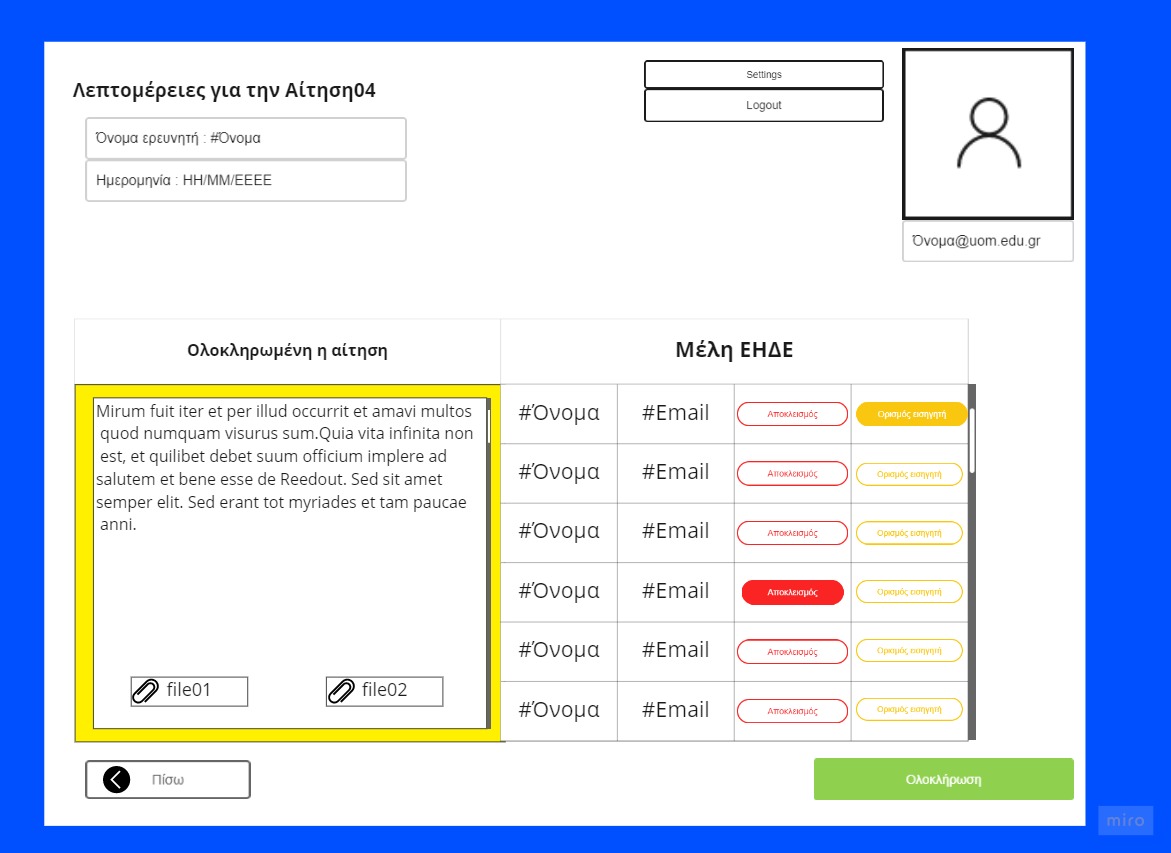 Λεπτομέρειες για την Αίτηση04
Settings
Logout
Όνομα ερευνητή : #Όνομα
Ημερομηνία : ΗΗ/ΜΜ/ΕΕΕΕ
Όνομα@uom.edu.gr
Ολοκληρωμένη η αίτηση
Μέλη ΕΗΔΕ
Mirum fuit iter et per illud occurrit et amavi multos
quod numquam visurus sum.Quia vita infinita non
est, et quilibet debet suum officium implere ad
salutem et bene esse de Reedout. Sed sit amet
semper elit. Sed erant tot myriades et tam paucae
anni.
file01
file02
#Όνομα #Email Αποκλεισμός Ορισμός εισηγητή
#Όνομα #Email Αποκλεισμός Ορισμός εισηγητή
#Όνομα #Email Αποκλεισμός Ορισμός εισηγητή
#Όνομα #Email Αποκλεισμός Ορισμός εισηγητή
#Όνομα #Email Αποκλεισμός Ορισμός εισηγητή
#Όνομα #Email Αποκλεισμός Ορισμός εισηγητή
Πίσω
Ολοκλήρωση
miro